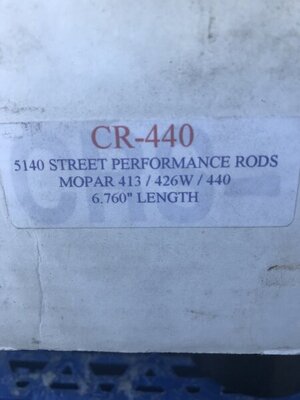 CR-440
5140 STREET PERFORMANCE RODS
MOPAR 413 / 426W / 440
6.760" LENGTH